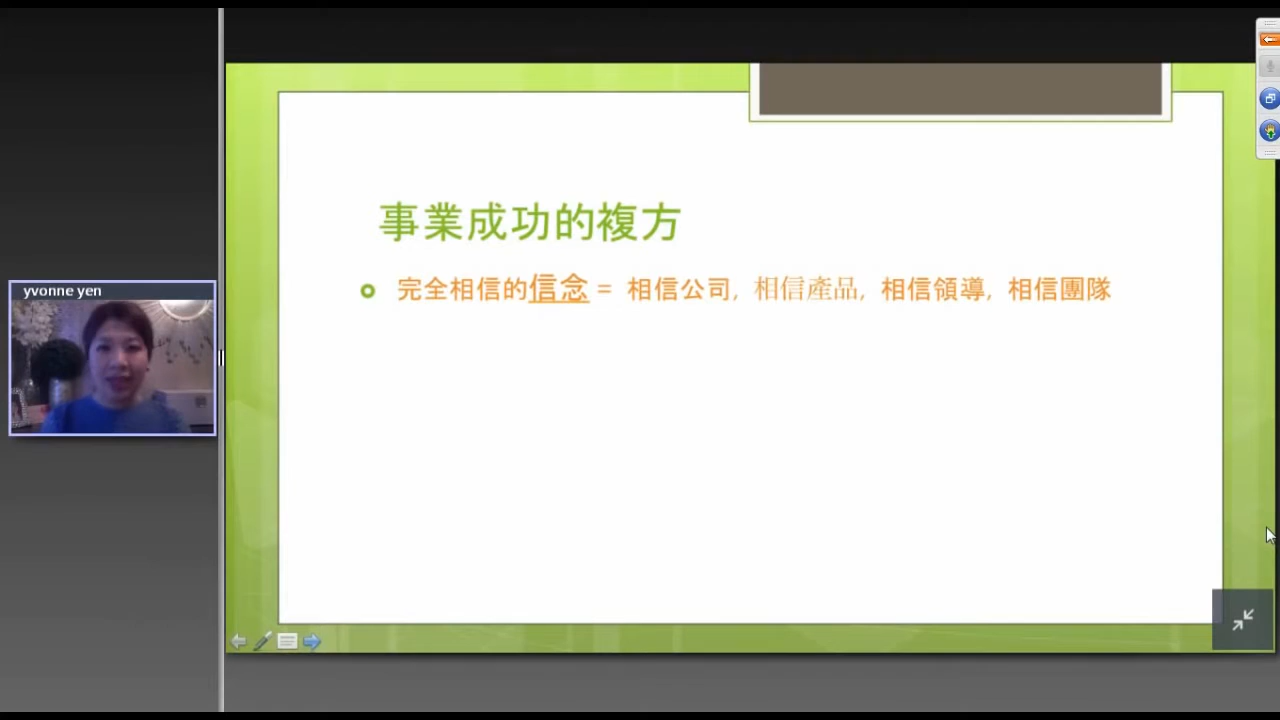 事業成功的複方
完全相信的信念 = 相信公司, 相信產品, 相信領導, 相信團隊
yvonne yen